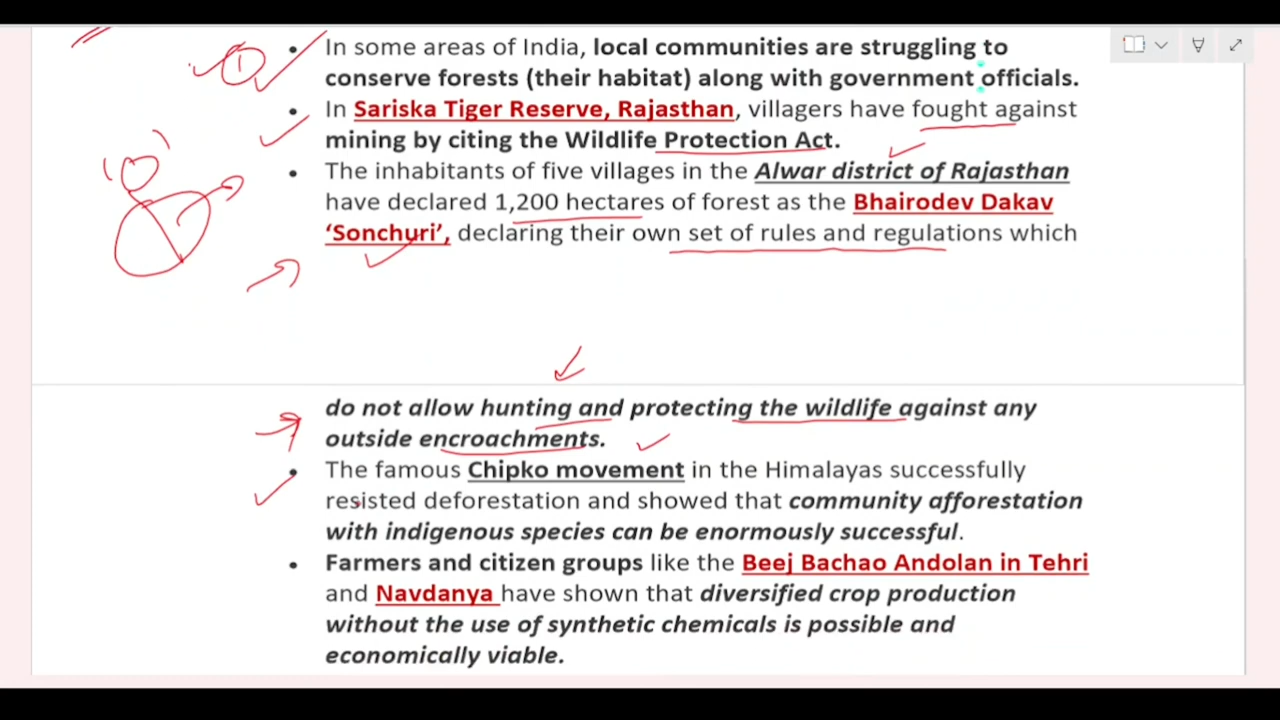 In some areas of India, local communities are struggling to
conserve forests (their habitat) along with government officials.
In Sariska Tiger Reserve, Rajasthan, villagers have fought against
mining by citing the Wildlife Protection Act.
The inhabitants of five villages in the Alwar district of Rajasthan
have declared 1,200 hectares of forest as the Bhairodev Dakav
‘Sonchuri’, declaring their own set of rules and regulations which
do not allow hunting and protecting the wildlife against any
outside encroachments.
The famous Chipko movement in the Himalayas successfully
resisted deforestation and showed that community afforestation
with indigenous species can be enormously successful.
Farmers and citizen groups like the Beej Bachao Andolan in Tehri
and Navdanya have shown that diversified crop production
without the use of synthetic chemicals is possible and
economically viable.